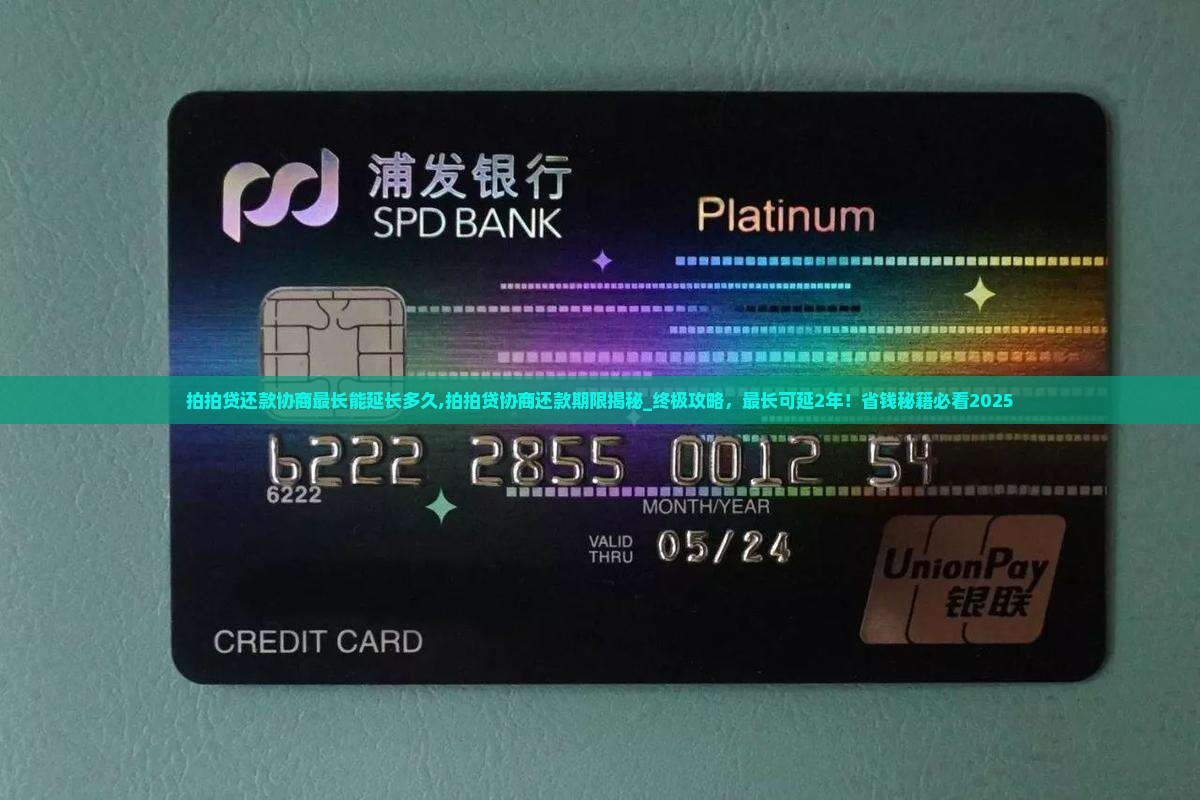 浦发银行
SPD BANK
Platinum
拍拍贷还款协商最长能延长多久,拍拍贷协商还款期限揭秘_终极攻略，最长可延2年！省钱秘籍必看2025
6222 2855 0012 54
6222
MONTH/YEAR
VALID
THRU
05/24
UnionPay
银联
CREDIT CARD